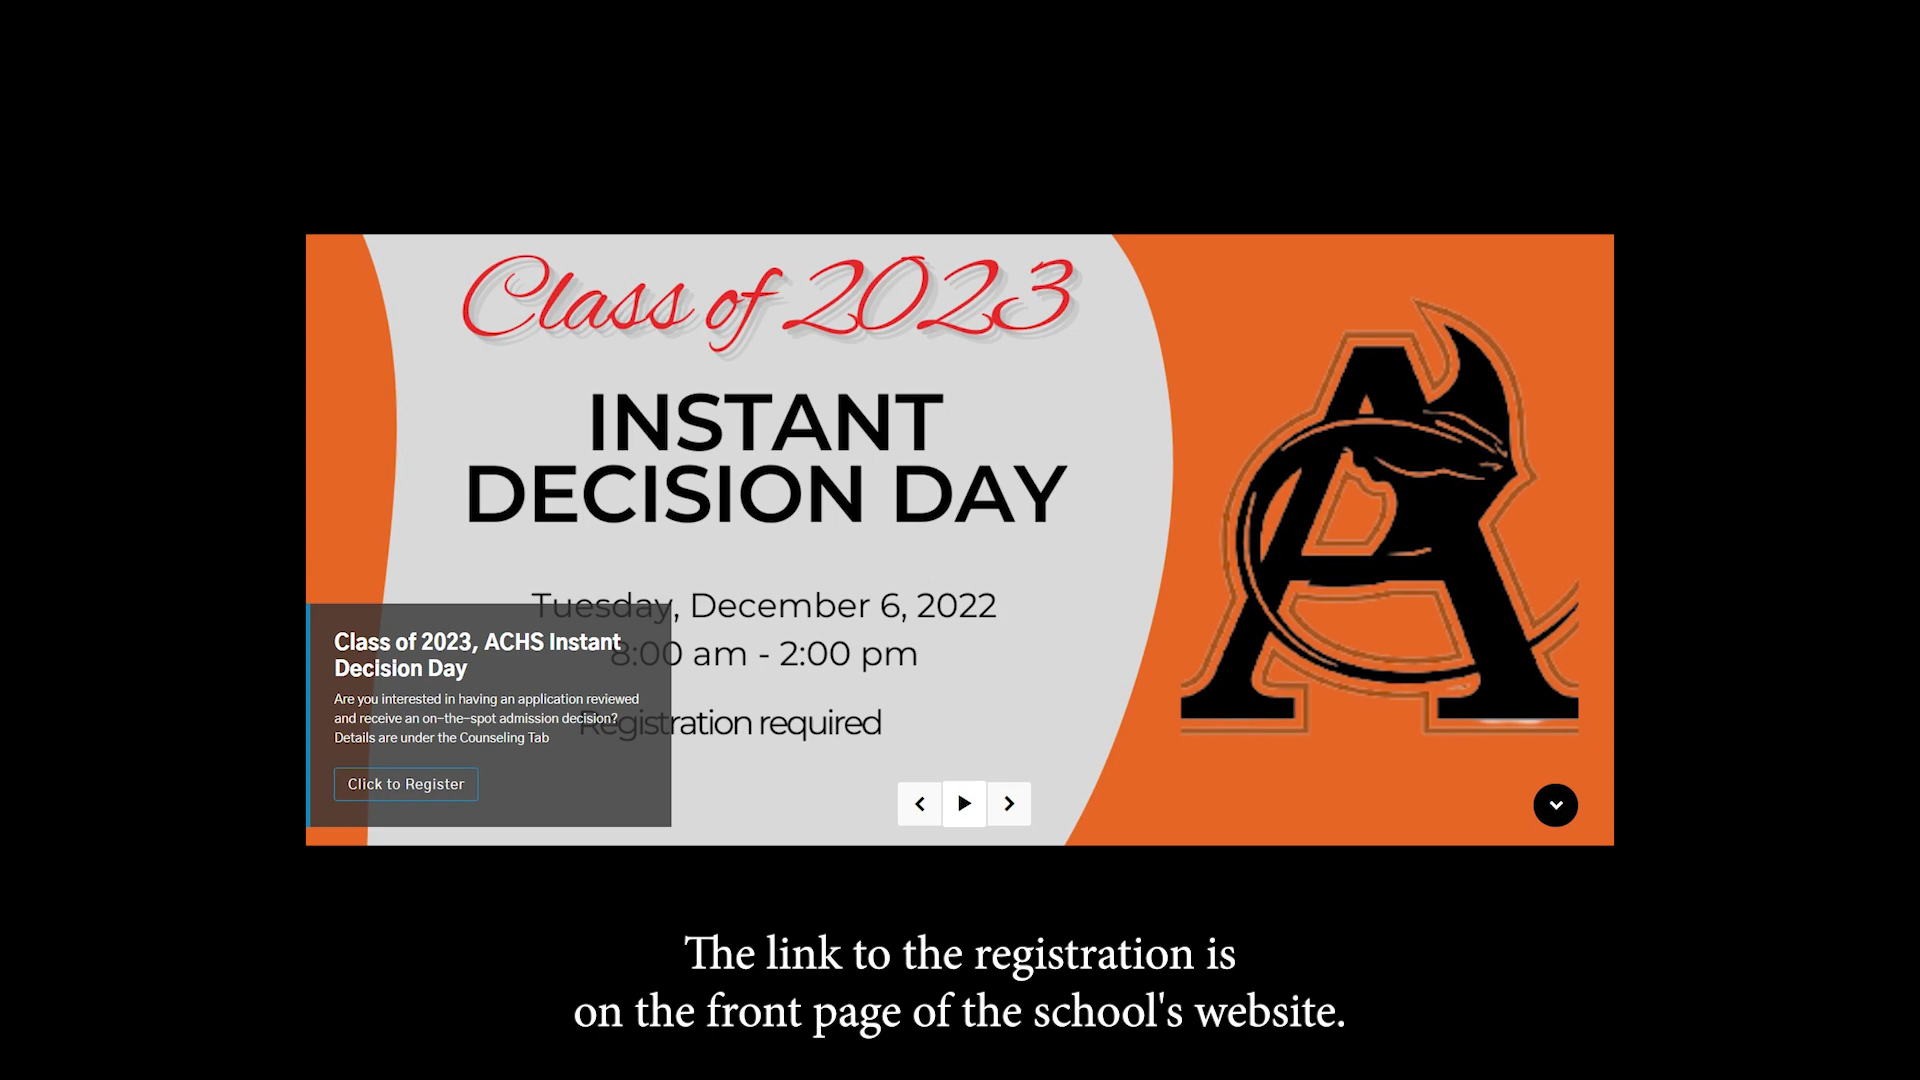 Class of 2023
INSTANT
DECISION DAY
Tuesday, December 6, 2022
8:00 am - 2:00 pm
Registration required
Class of 2023, ACHS Instant
Decision Day
Are you interested in having an application reviewed
and receive an on-the-spot admission decision?
Details are under the Counseling Tab
Click to Register
A
The link to the registration is
on the front page of the school's website.